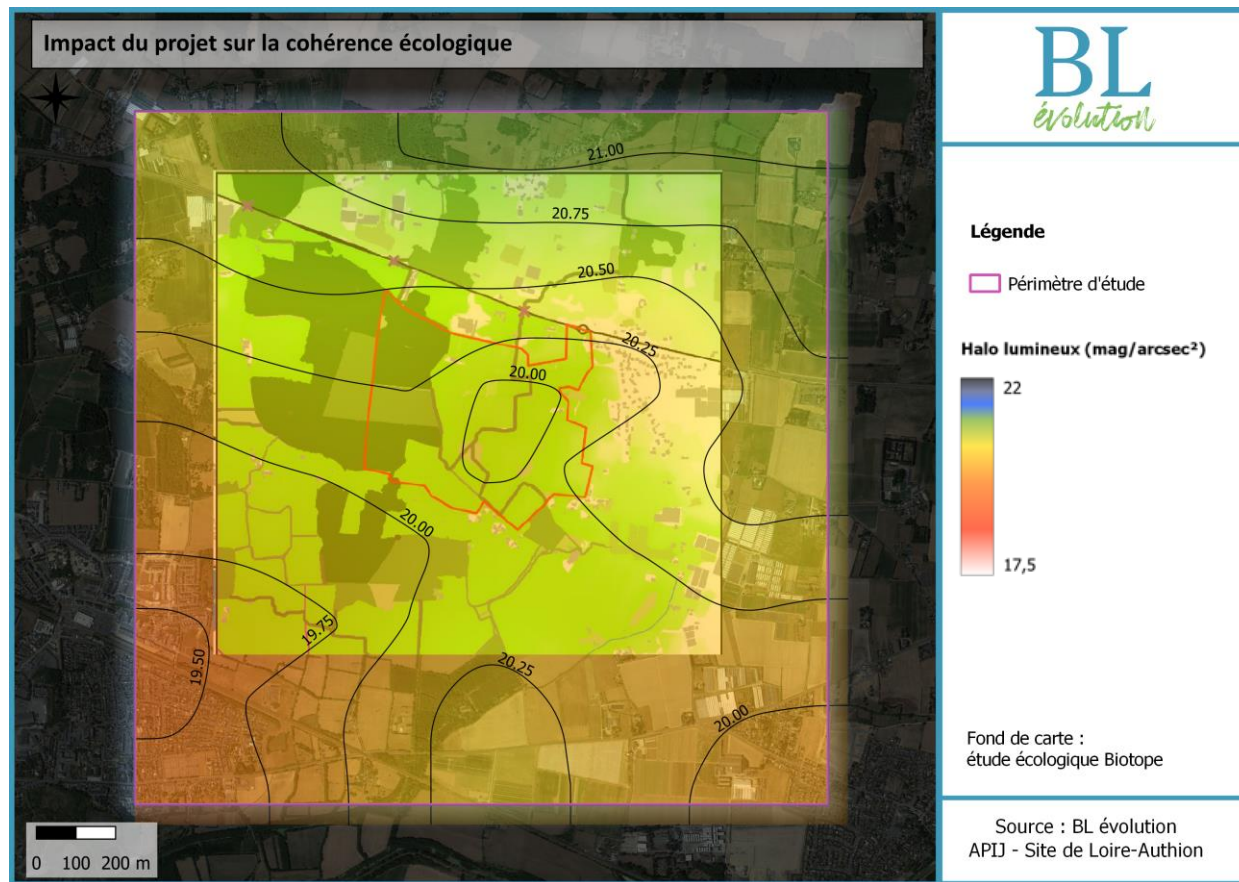 Impact du projet sur la cohérence écologique
BL
évolution
21.00
20.75
20.50
20.25
20.00
20.00
19.75
19.50
20.25
20.00
Légende
Périmètre d'étude
Halo lumineux (mag/arcsec²)
22
17,5
Fond de carte :
étude écologique Biotope
0 100 200 m
Source : BL évolution
APIJ - Site de Loire-Authion